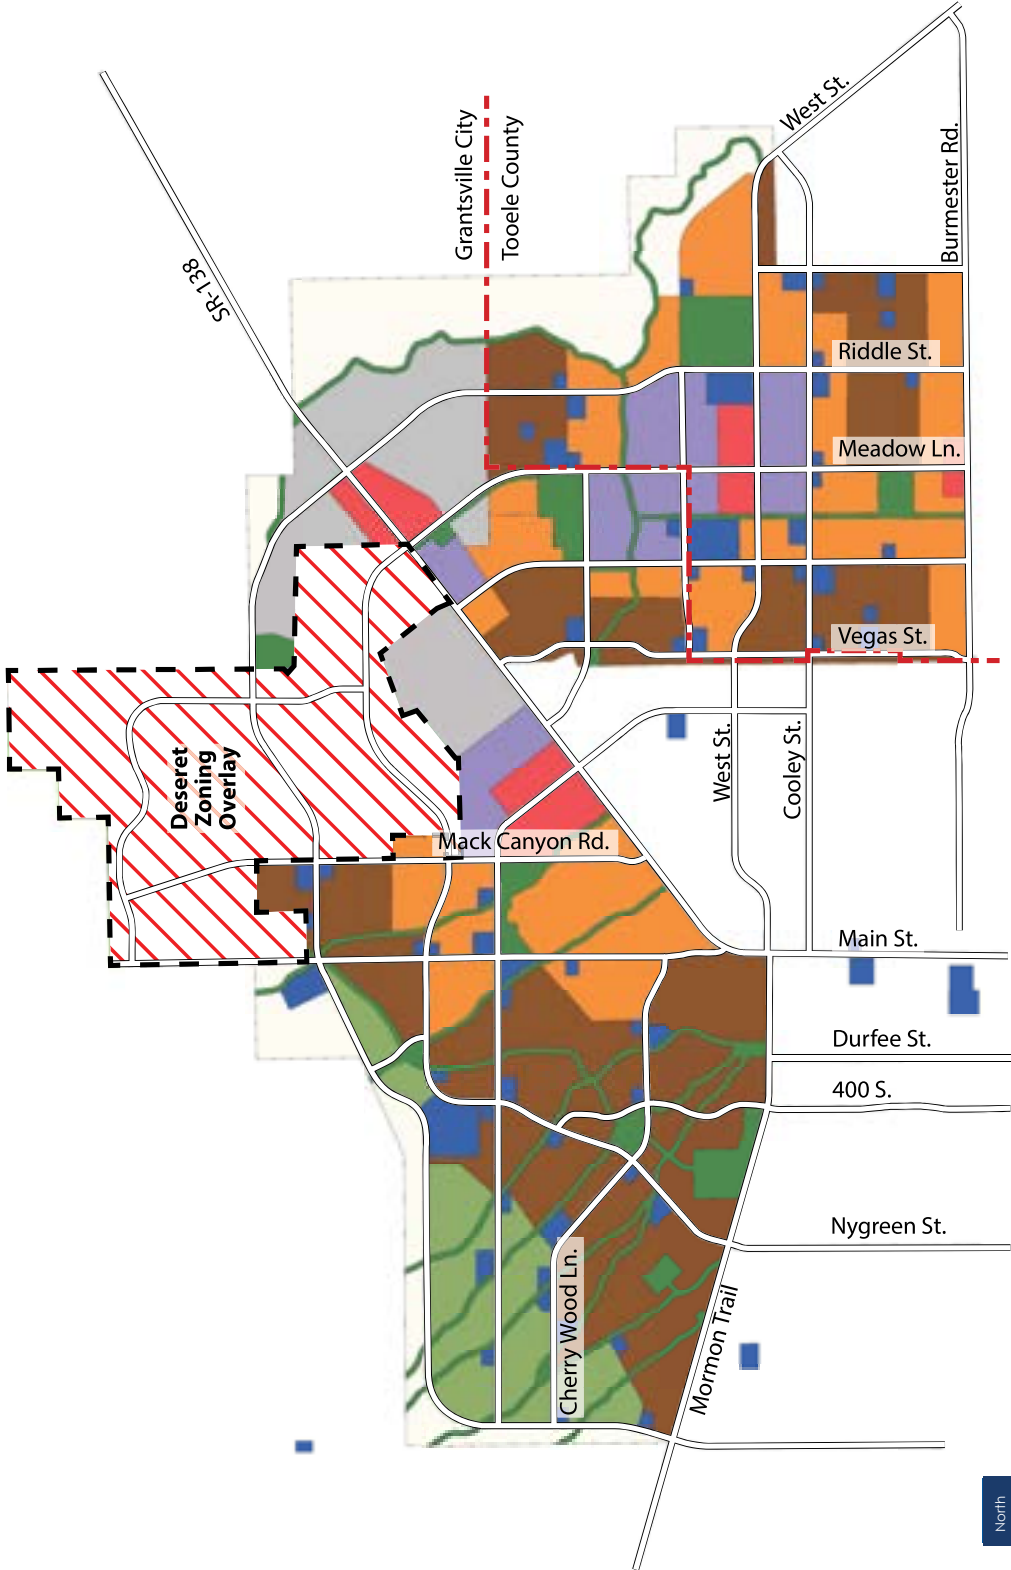 West St.
Grantsville City
Tooele County
Burmester Rd.
SR-138
Riddle St.
Meadow Ln.
Vegas St.
Deseret
Zoning
Overlay
West St.
Cooley St.
Mack Canyon Rd.
Main St.
Durfee St.
400 S.
Nygreen St.
Cherry Wood Ln.
Mormon Trail
North